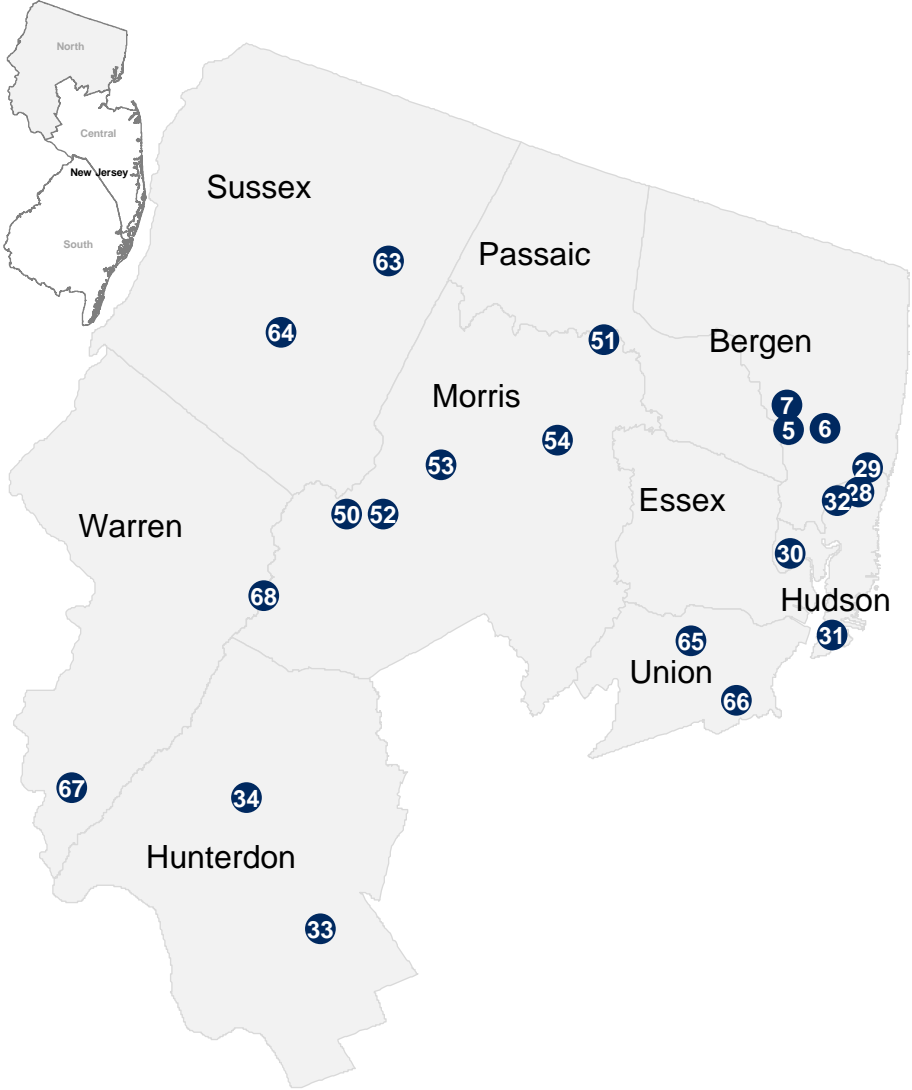 North
Central
New Jersey
South
Sussex
63
Passaic
64
51
Bergen
Morris
7
5
6
54
53
29
28
32
Essex
50
52
Warren
30
68
Hudson
31
65
Union
66
67
34
Hunterdon
33